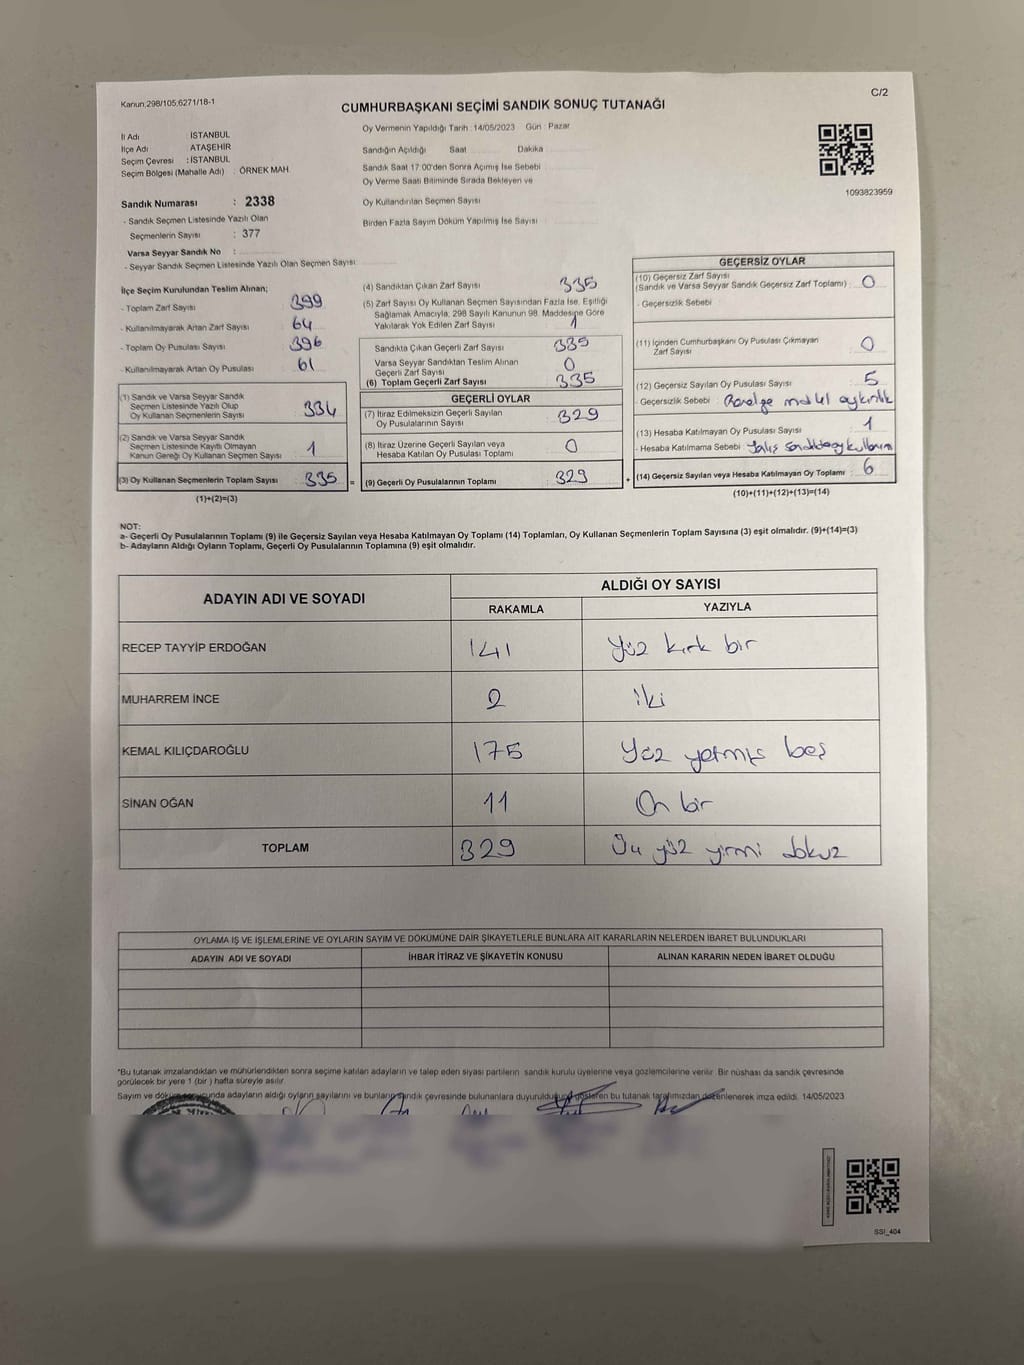 Kanun:298/105;6271/18-1
C/2
CUMHURBAŞKANI SEÇİMİ SANDIK SONUÇ TUTANAĞI
İl Adı : İSTANBUL
İlçe Adı : ATAŞEHİR
Seçim Çevresi : İSTANBUL
Seçim Bölgesi (Mahalle Adı) : ÖRNEK MAH.
Oy Vermenin Yapıldığı Tarih : 14/05/2023 Gün : Pazar
Sandığın Açıldığı Saat Dakika
Sandık Saat 17:00'den Sonra Açılmış İse Sebebi
Oy Verme Saati Bitiminde Sırada Bekleyen ve
Oy Kullandırılan Seçmen Sayısı
Birden Fazla Sayım Döküm Yapılmış İse Sayısı
1093823959
Sandık Numarası : 2338
- Sandık Seçmen Listesinde Yazılı Olan
Seçmenlerin Sayısı : 377
Varsa Seyyar Sandık No :
- Seyyar Sandık Seçmen Listesinde Yazılı Olan Seçmen Sayısı:
İlçe Seçim Kurulundan Teslim Alınan;
- Toplam Zarf Sayısı 399
- Kullanılmayarak Artan Zarf Sayısı 64
- Toplam Oy Pusulası Sayısı 396
- Kullanılmayarak Artan Oy Pusulası 61
(1) Sandık ve Varsa Seyyar Sandık
Seçmen Listesinde Yazılı Olup
Oy Kullanan Seçmenlerin Sayısı 334
(2) Sandık ve Varsa Seyyar Sandık
Seçmen Listesinde Kayıtlı Olmayan
Kanun Gereği Oy Kullanan Seçmen Sayısı 1
(3) Oy Kullanan Seçmenlerin Toplam Sayısı 335 =
(1)+(2)=(3)
(4) Sandıktan Çıkan Zarf Sayısı 335
(5) Zarf Sayısı Oy Kullanan Seçmen Sayısından Fazla İse, Eşitliği
Sağlamak Amacıyla, 298 Sayılı Kanunun 98. Maddesine Göre
Yakılarak Yok Edilen Zarf Sayısı 1
Sandıkta Çıkan Geçerli Zarf Sayısı 335
Varsa Seyyar Sandıktan Teslim Alınan
Geçerli Zarf Sayısı 0
(6) Toplam Geçerli Zarf Sayısı 335
GEÇERLİ OYLAR
(7) İtiraz Edilmeksizin Geçerli Sayılan
Oy Pusulalarının Sayısı 329
(8) İtiraz Üzerine Geçerli Sayılan veya
Hesaba Katılan Oy Pusulası Toplamı 0
(9) Geçerli Oy Pusulalarının Toplamı 329 +
GEÇERSİZ OYLAR
(10) Geçersiz Zarf Sayısı
(Sandık ve Varsa Seyyar Sandık Geçersiz Zarf Toplamı) : 0
- Geçersizlik Sebebi
(11) İçinden Cumhurbaşkanı Oy Pusulası Çıkmayan
Zarf Sayısı 0
(12) Geçersiz Sayılan Oy Pusulası Sayısı : 5
- Geçersizlik Sebebi :
(13) Hesaba Katılmayan Oy Pusulası Sayısı : 1
- Hesaba Katılmama Sebebi :
(14) Geçersiz Sayılan veya Hesaba Katılmayan Oy Toplamı : 6
(10)+(11)+(12)+(13)=(14)
NOT:
a- Geçerli Oy Pusulalarının Toplamı (9) ile Geçersiz Sayılan veya Hesaba Katılmayan Oy Toplamı (14) Toplamları, Oy Kullanan Seçmenlerin Toplam Sayısına (3) eşit olmalıdır. (9)+(14)=(3)
b- Adayların Aldığı Oyların Toplamı, Geçerli Oy Pusulalarının Toplamına (9) eşit olmalıdır.
ADAYIN ADI VE SOYADI ALDIĞI OY SAYISI
RAKAMLA YAZIYLA
RECEP TAYYİP ERDOĞAN 141 Yüz kırk bir
MUHARREM İNCE 2 iki
KEMAL KILIÇDAROĞLU 175 Yüz yetmiş beş
SİNAN OĞAN 11 On bir
TOPLAM 329 Üç yüz yirmi dokuz
OYLAMA İŞ VE İŞLEMLERİNE VE OYLARIN SAYIM VE DÖKÜMÜNE DAİR ŞİKAYETLERLE BUNLARA AİT KARARLARIN NELERDEN İBARET BULUNDUKLARI
ADAYIN ADI VE SOYADI İHBAR İTİRAZ VE ŞİKAYETİN KONUSU ALINAN KARARIN NEDEN İBARET OLDUĞU
*Bu tutanak imzalandıktan ve mühürlendikten sonra seçime katılan adayların ve talep eden siyasi partilerin sandık kurulu üyelerine veya gözlemcilerine verilir. Bir nüshası da sandık çevresinde
görülecek bir yere 1 (bir ) hafta süreyle asılır.
Sayım ve döküm sonucunda adayların aldığı oyların sayılarını ve bunların sandık çevresinde bulunanlara duyurulduğunu gösteren bu tutanak tarafımızdan düzenlenerek imza edildi. 14/05/2023
SSI_404